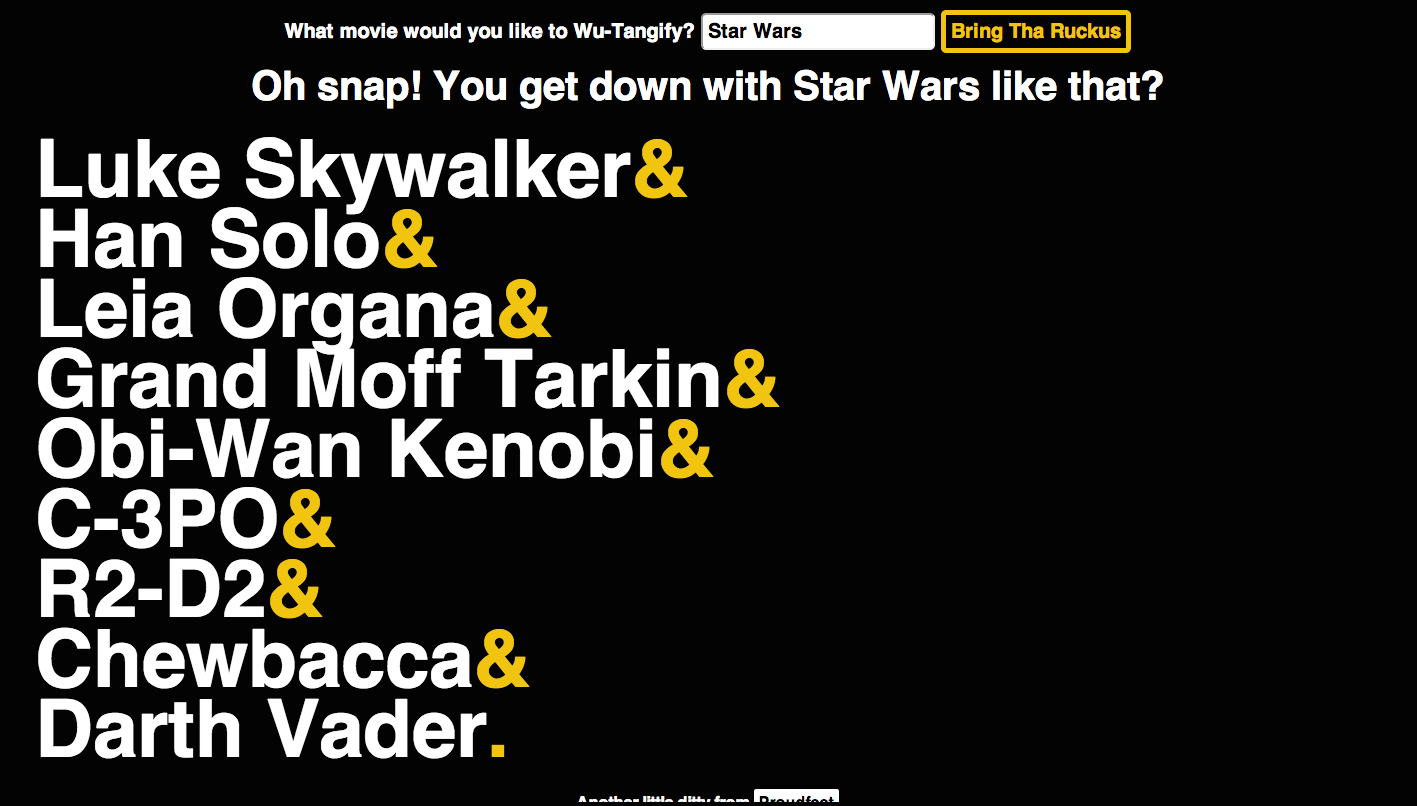 What movie would you like to Wu-Tangify? Star Wars Bring Tha Ruckus
Oh snap! You get down with Star Wars like that?
Luke Skywalker&
Han Solo&
Leia Organa&
Grand Moff Tarkin&
Obi-Wan Kenobi&
C-3PO&
R2-D2&
Chewbacca&
Darth Vader.
Another little ditty from Proudfoot